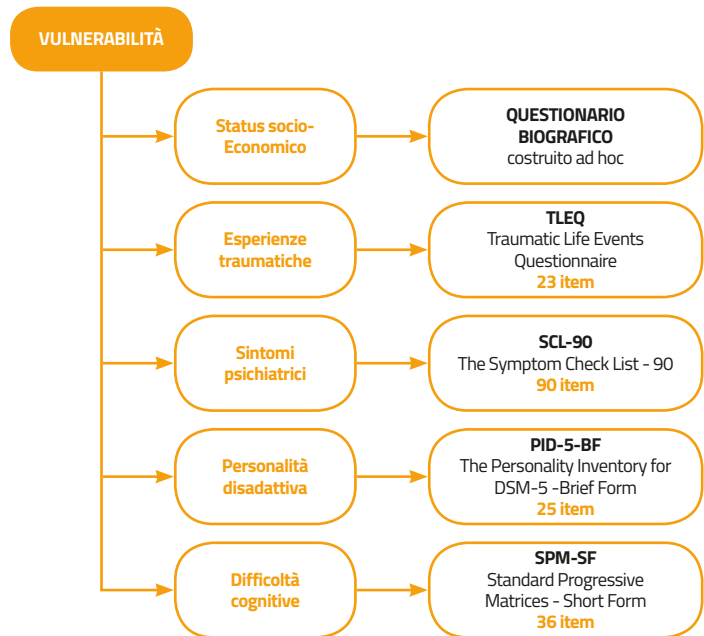 VULNERABILITÀ
Status socio-
Economico
QUESTIONARIO
BIOGRAFICO
costruito ad hoc
Esperienze
traumatiche
TLEQ
Traumatic Life Events
Questionnaire
23 item
Sintomi
psichiatrici
SCL-90
The Symptom Check List - 90
90 item
Personalità
disadattiva
PID-5-BF
The Personality Inventory for
DSM-5 -Brief Form
25 item
Difficoltà
cognitive
SPM-SF
Standard Progressive
Matrices - Short Form
36 item